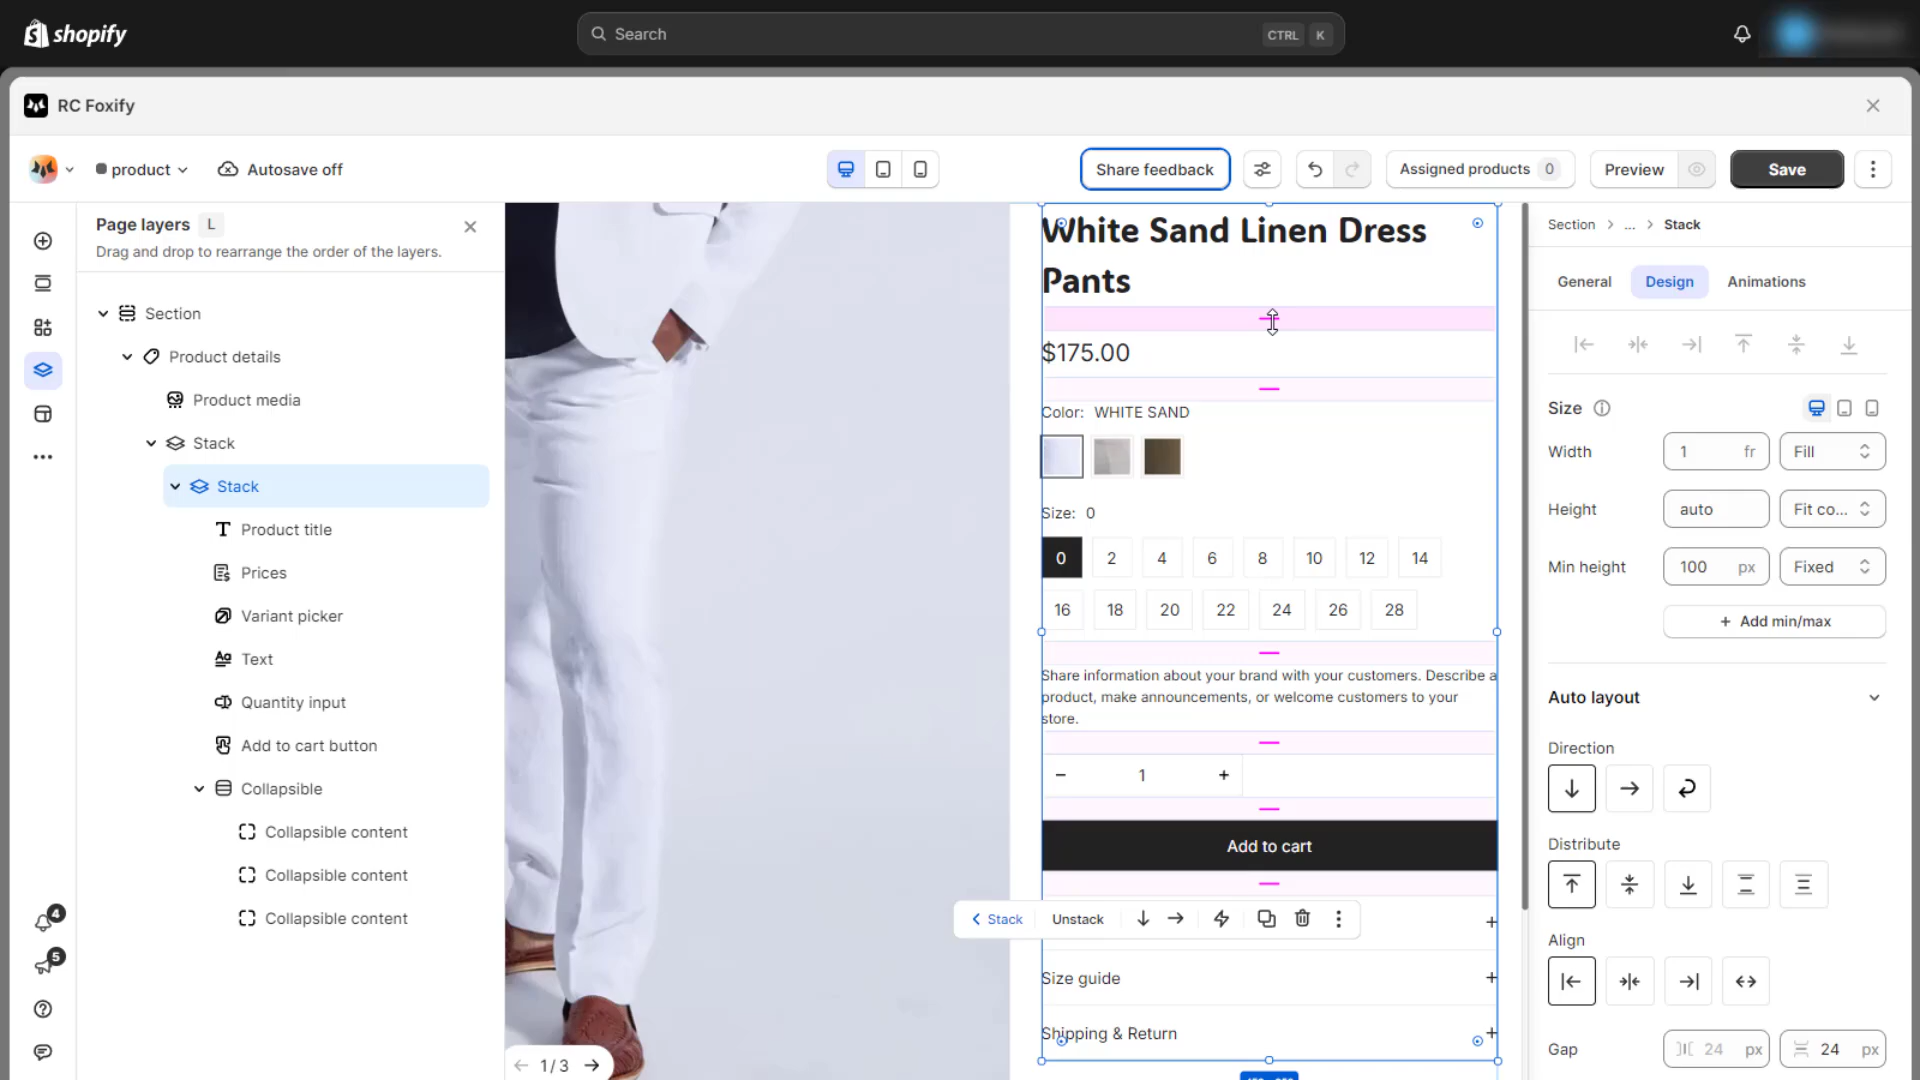 shopify
Search
CTRL K
RC Foxify
product
Autosave off
Share feedback
Assigned products 0
Preview
Save
Page layers L
Drag and drop to rearrange the order of the layers.
Section
Product details
Product media
Stack
Stack
Product title
Prices
Variant picker
Text
Quantity input
Add to cart button
Collapsible
Collapsible content
Collapsible content
Collapsible content
4
5
1/3
White Sand Linen Dress
Pants
$175.00
Color: WHITE SAND
Size: 0
0 2 4 6 8 10 12 14
16 18 20 22 24 26 28
Share information about your brand with your customers. Describe a
product, make announcements, or welcome customers to your
store.
− 1 +
Add to cart
Stack Unstack
+
Size guide +
Shipping & Return +
Section > ... > Stack
General Design Animations
Size
Width 1 fr Fill
Height auto Fit co...
Min height 100 px Fixed
+ Add min/max
Auto layout
Direction
Distribute
Align
Gap 24 px 24 px